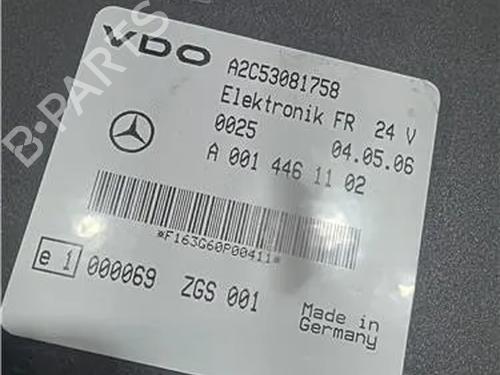 VDO A2C53081758
Elektronik FR 24 V
0025 04.05.06
A 001 446 11 02
*F163G60P00411*
e1 000069 ZGS 001
Made in
Germany
B-PARTS